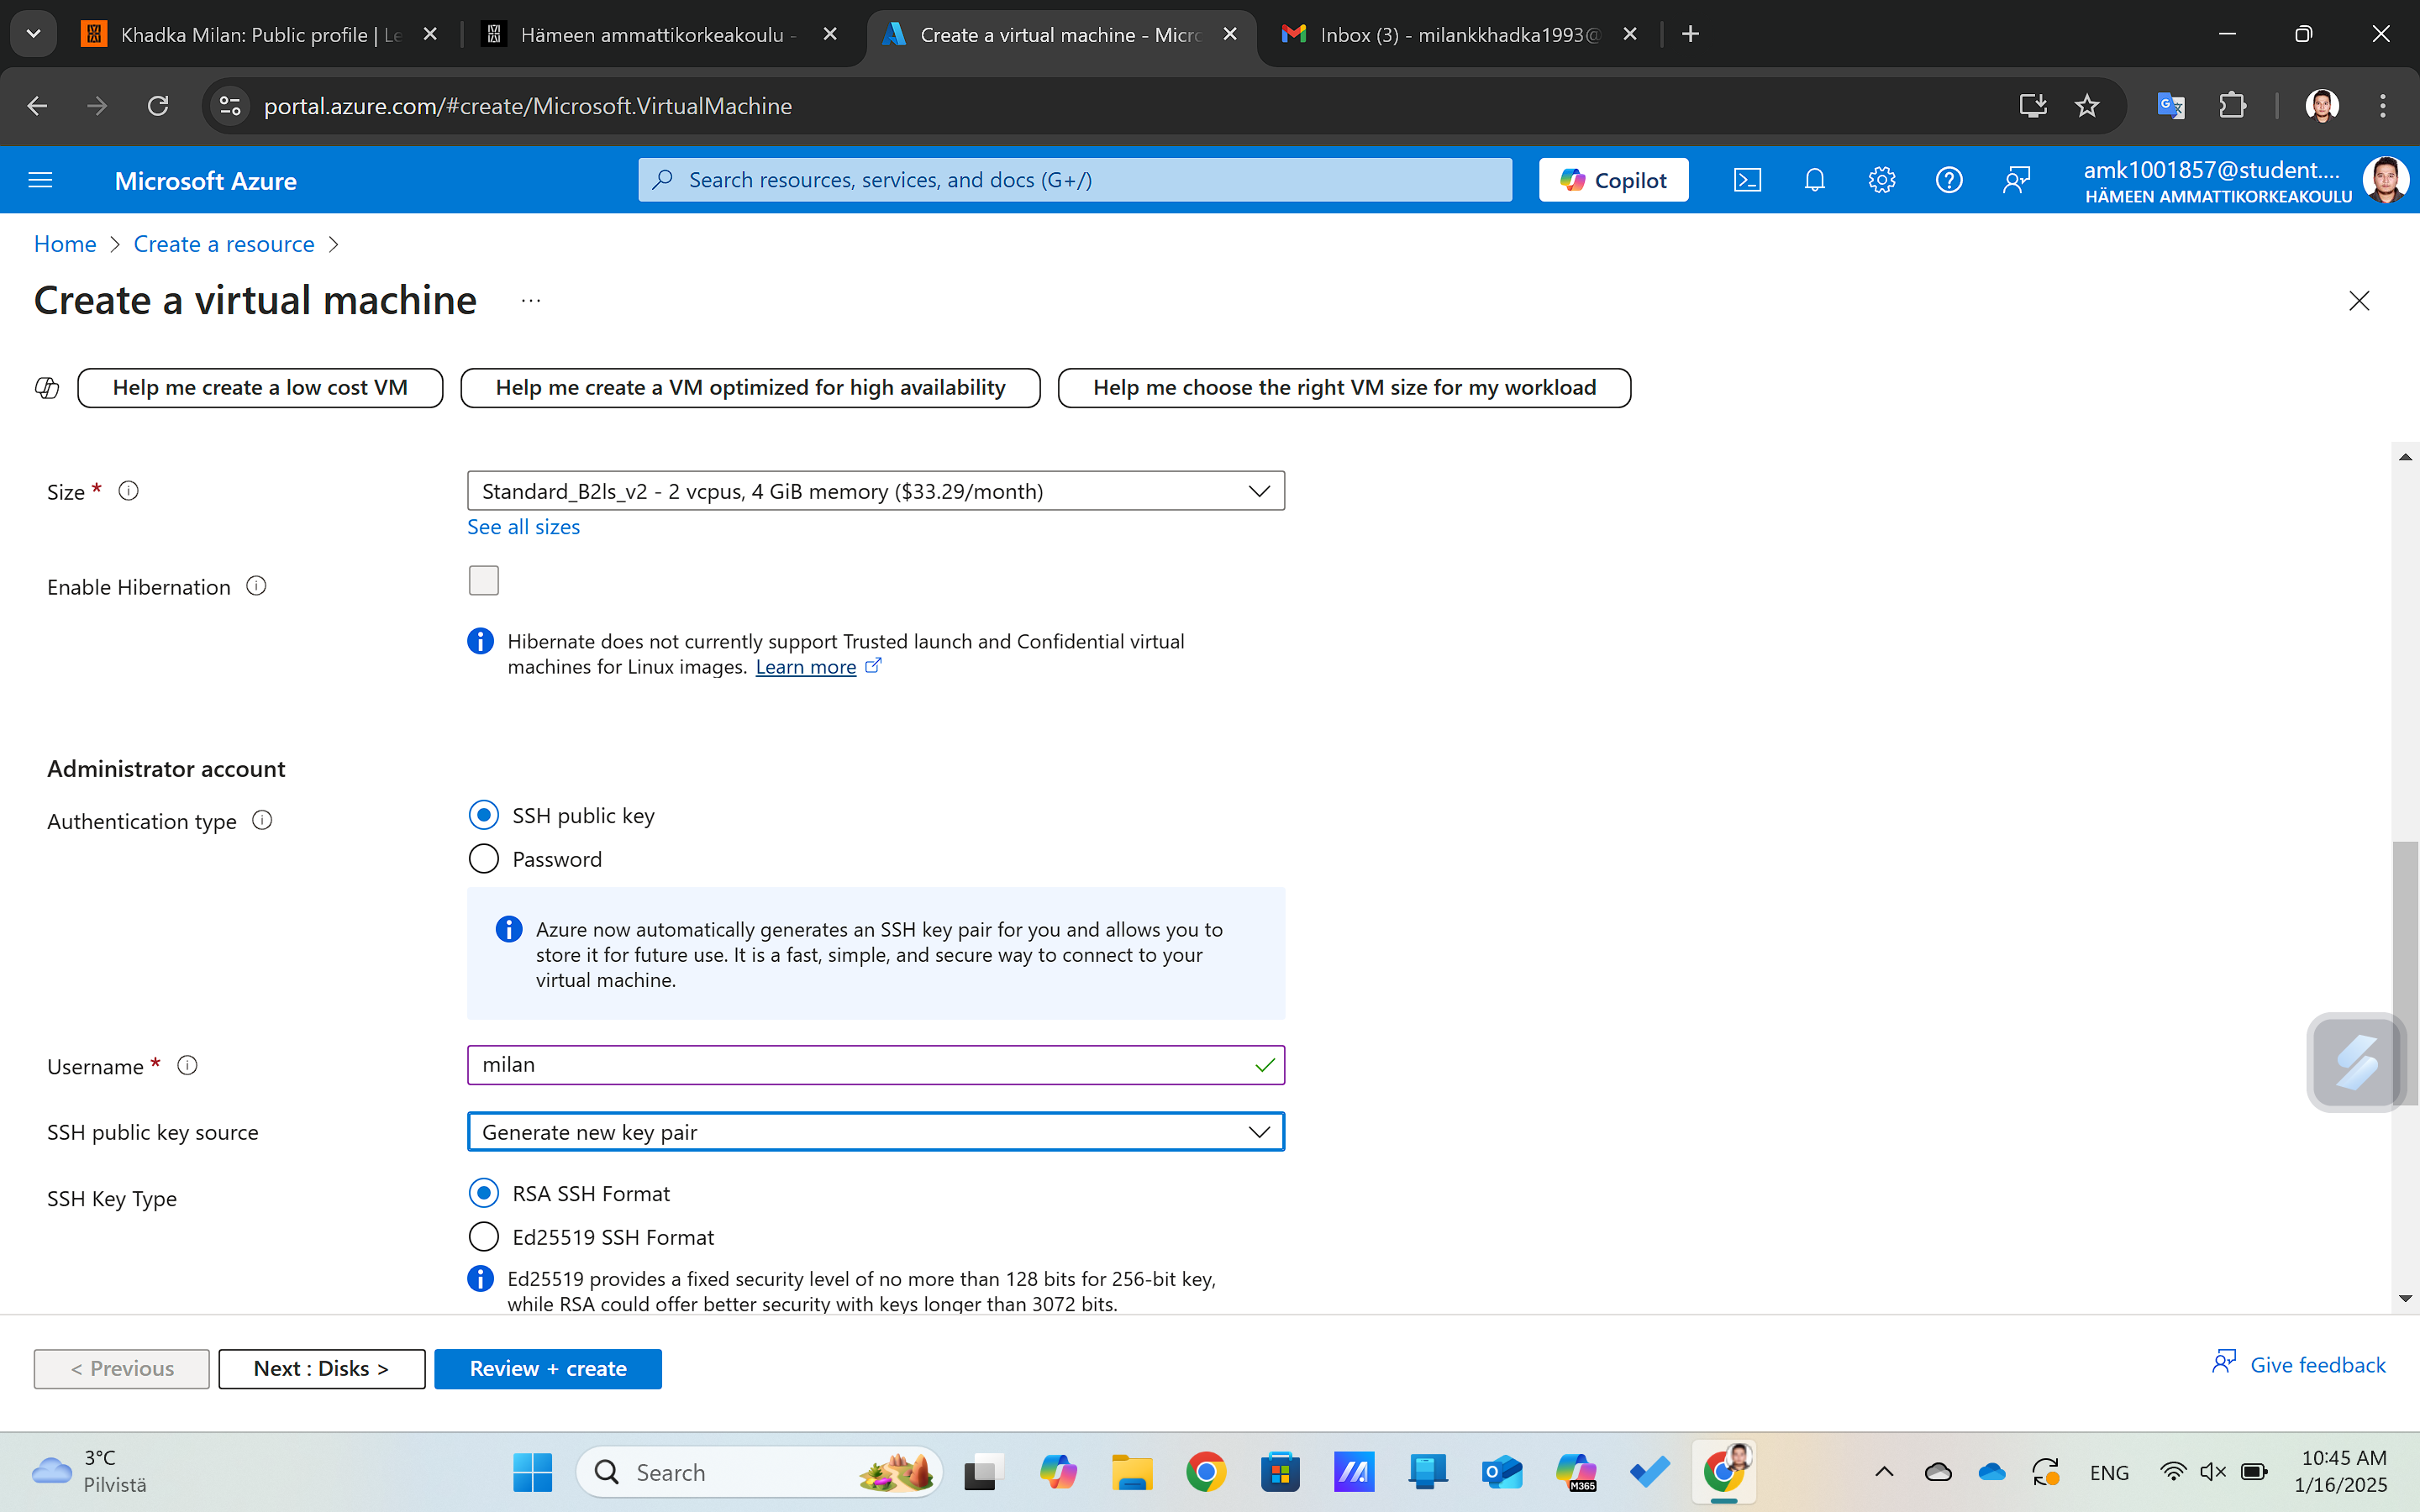 Khadka Milan: Public profile | Le
Hämeen ammattikorkeakoulu -
Create a virtual machine - Micro
Inbox (3) - milankkhadka1993@
portal.azure.com/#create/Microsoft.VirtualMachine
Microsoft Azure
Search resources, services, and docs (G+/)
Copilot
amk1001857@student....
HÄMEEN AMMATTIKORKEAKOULU
Home > Create a resource >
Create a virtual machine ...
Help me create a low cost VM
Help me create a VM optimized for high availability
Help me choose the right VM size for my workload
Size *
Standard_B2ls_v2 - 2 vcpus, 4 GiB memory ($33.29/month)
See all sizes
Enable Hibernation
Hibernate does not currently support Trusted launch and Confidential virtual
machines for Linux images. Learn more
Administrator account
Authentication type
SSH public key
Password
Azure now automatically generates an SSH key pair for you and allows you to
store it for future use. It is a fast, simple, and secure way to connect to your
virtual machine.
Username *
milan
SSH public key source
Generate new key pair
SSH Key Type
RSA SSH Format
Ed25519 SSH Format
Ed25519 provides a fixed security level of no more than 128 bits for 256-bit key,
while RSA could offer better security with keys longer than 3072 bits.
< Previous
Next : Disks >
Review + create
Give feedback
3°C
Pilvistä
Search
M365
ENG
10:45 AM
1/16/2025